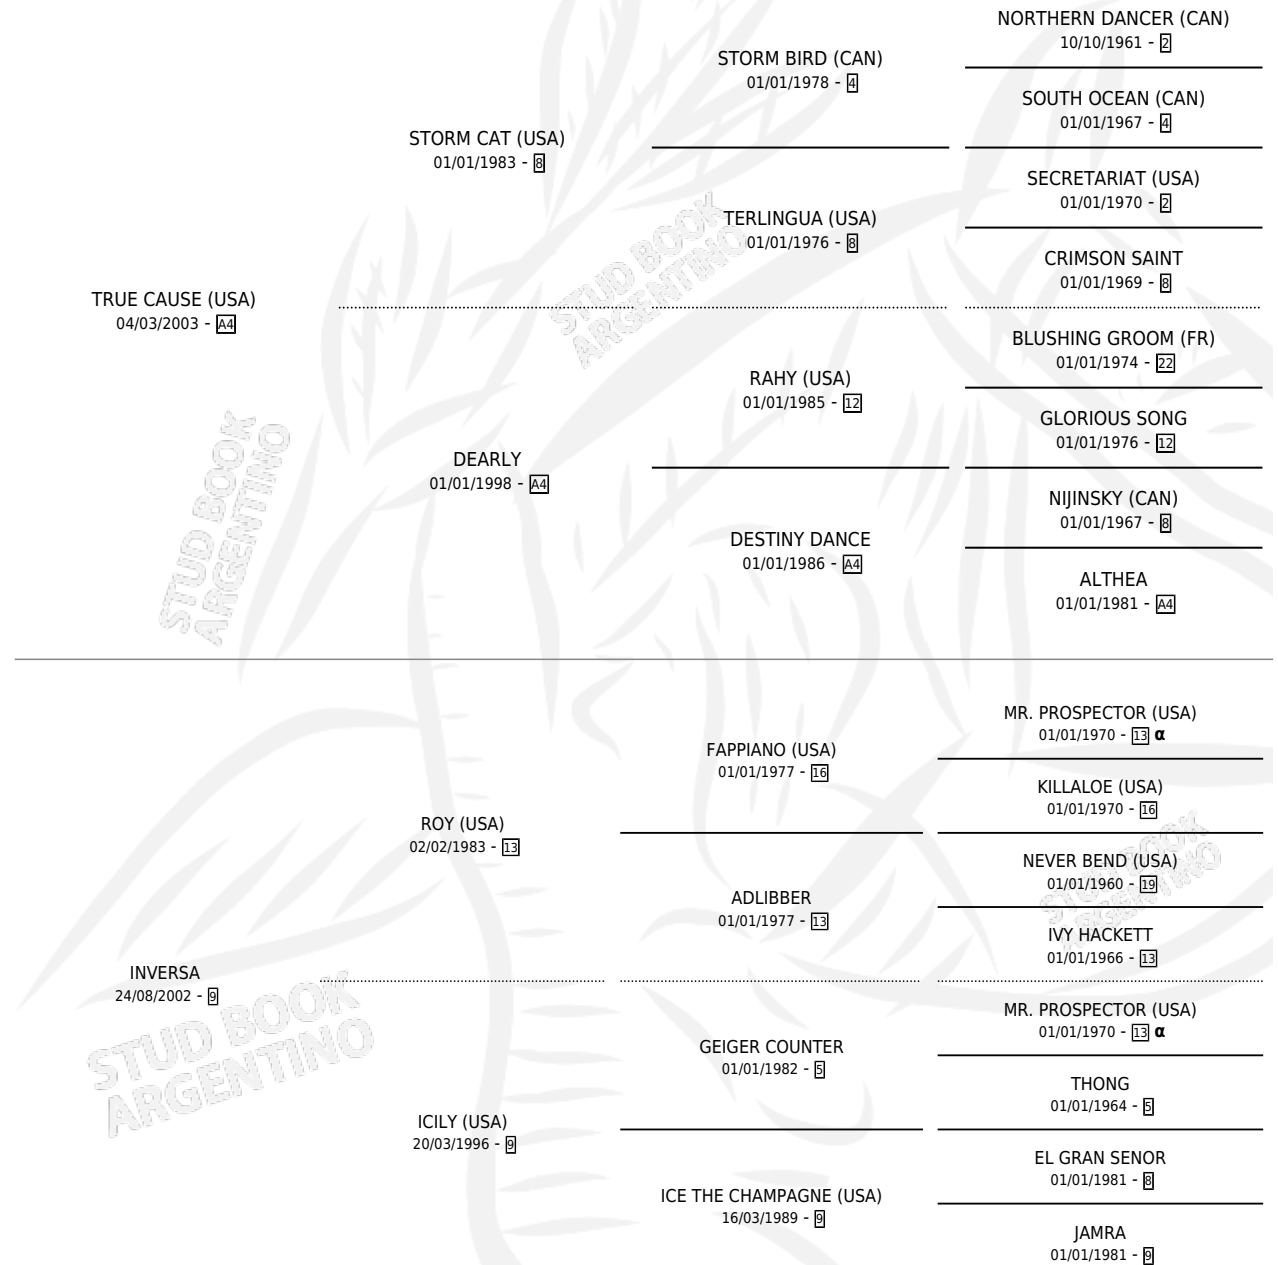 NORTHERN DANCER (CAN)
10/10/1961 - 2
STORM BIRD (CAN)
01/01/1978 - 4
SOUTH OCEAN (CAN)
01/01/1967 - 4
STORM CAT (USA)
01/01/1983 - 8
SECRETARIAT (USA)
01/01/1970 - 2
TERLINGUA (USA)
01/01/1976 - 8
CRIMSON SAINT
01/01/1969 - 8
TRUE CAUSE (USA)
04/03/2003 - A4
BLUSHING GROOM (FR)
01/01/1974 - 22
RAHY (USA)
01/01/1985 - 12
GLORIOUS SONG
01/01/1976 - 12
DEARLY
01/01/1998 - A4
NIJINSKY (CAN)
01/01/1967 - 8
DESTINY DANCE
01/01/1986 - A4
ALTHEA
01/01/1981 - A4
MR. PROSPECTOR (USA)
01/01/1970 - 13 α
FAPPIANO (USA)
01/01/1977 - 16
KILLALOE (USA)
01/01/1970 - 16
ROY (USA)
02/02/1983 - 13
NEVER BEND (USA)
01/01/1960 - 19
ADLIBBER
01/01/1977 - 13
IVY HACKETT
01/01/1966 - 13
INVERSA
24/08/2002 - 9
MR. PROSPECTOR (USA)
01/01/1970 - 13 α
GEIGER COUNTER
01/01/1982 - 5
THONG
01/01/1964 - 5
ICILY (USA)
20/03/1996 - 9
EL GRAN SENOR
01/01/1981 - 8
ICE THE CHAMPAGNE (USA)
16/03/1989 - 9
JAMRA
01/01/1981 - 9
STUD BOOK
ARGENTINO
STUD BOOK
ARGENTINO
STUD BOOK
ARGENTINO
STUD BOOK
ARGENTINO